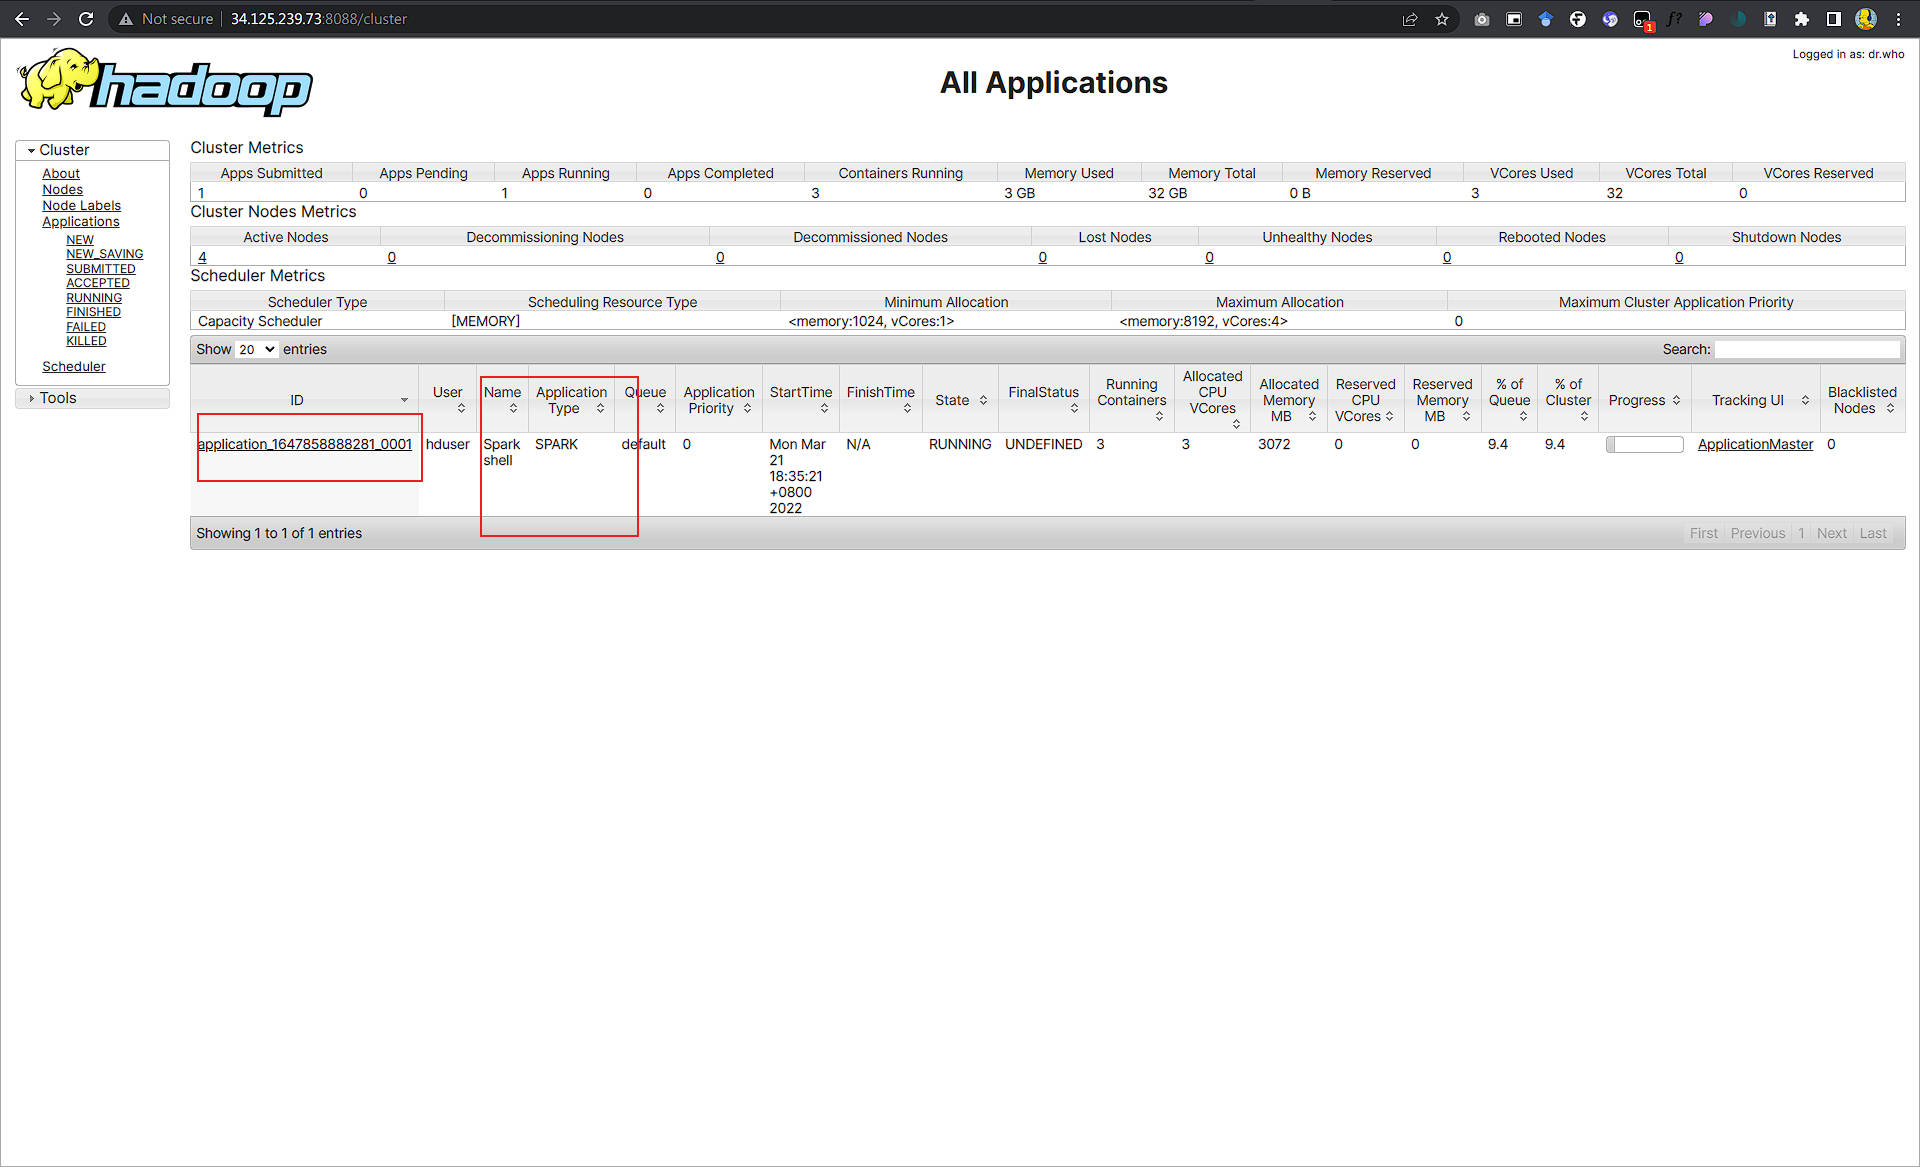 Not secure
34.125.239.73:8088/cluster
1
Logged in as: dr.who
hadoop
All Applications
Cluster
About
Nodes
Node Labels
Applications
NEW
NEW_SAVING
SUBMITTED
ACCEPTED
RUNNING
FINISHED
FAILED
KILLED
Scheduler
Tools
Cluster Metrics
Apps Submitted Apps Pending Apps Running Apps Completed Containers Running Memory Used Memory Total Memory Reserved VCores Used VCores Total VCores Reserved
1 0 1 0 3 3 GB 32 GB 0 B 3 32 0
Cluster Nodes Metrics
Active Nodes Decommissioning Nodes Decommissioned Nodes Lost Nodes Unhealthy Nodes Rebooted Nodes Shutdown Nodes
4 0 0 0 0 0 0
Scheduler Metrics
Scheduler Type Scheduling Resource Type Minimum Allocation Maximum Allocation Maximum Cluster Application Priority
Capacity Scheduler [MEMORY] <memory:1024, vCores:1> <memory:8192, vCores:4> 0
Show 20 entries Search:
ID
User
Name
Application
Type
Queue
Application
Priority
StartTime
FinishTime
State
FinalStatus
Running
Containers
Allocated
CPU
VCores
Allocated
Memory
MB
Reserved
CPU
VCores
Reserved
Memory
MB
% of
Queue
% of
Cluster
Progress
Tracking UI
Blacklisted
Nodes
application_1647858888281_0001
hduser
Spark
shell
SPARK
default
0
Mon Mar
21
18:35:21
+0800
2022
N/A
RUNNING
UNDEFINED
3
3
3072
0
0
9.4
9.4
ApplicationMaster
0
Showing 1 to 1 of 1 entries
First Previous 1 Next Last